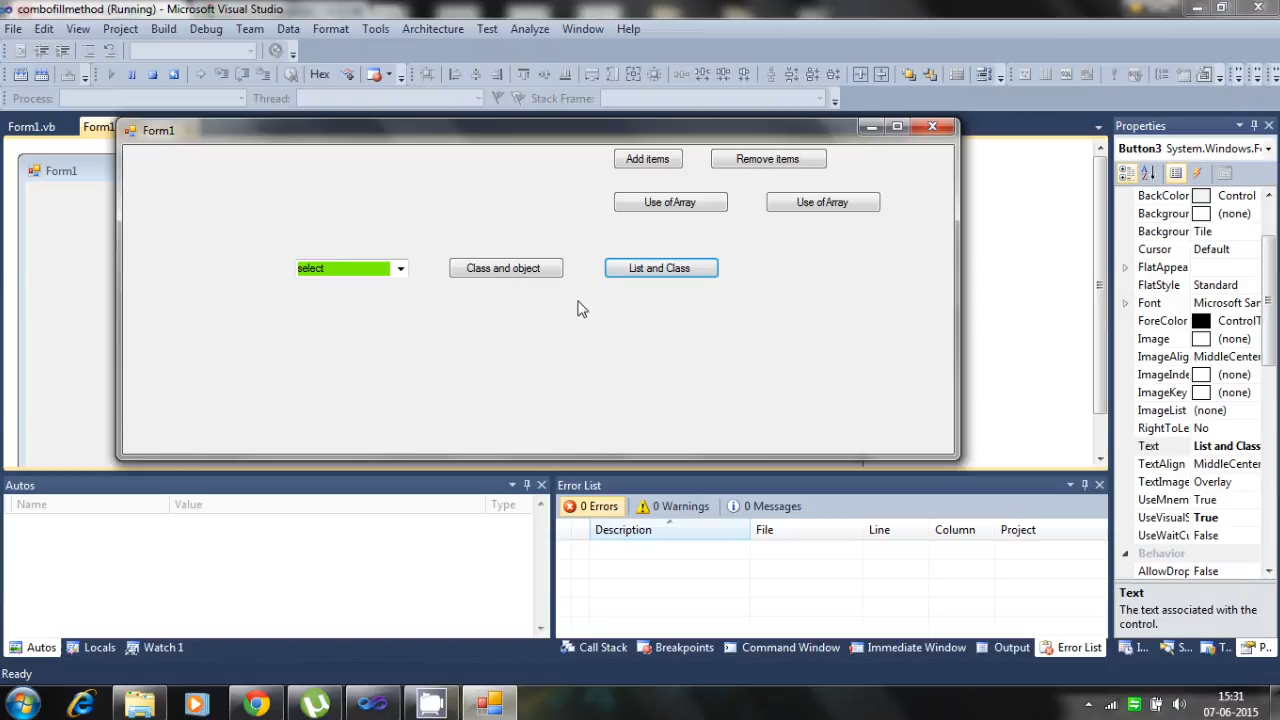 combofillmethod (Running) - Microsoft Visual Studio
File Edit View Project Build Debug Team Data Format Tools Architecture Test Analyze Window Help
Hex
Process: Thread: Stack Frame:
Form1.vb Form1
Form1
Form1
Add items Remove items
Use of Array Use of Array
select Class and object List and Class
Properties
Button3 System.Windows.Fo
BackColor Control
Backgroun (none)
Backgroun Tile
Cursor Default
FlatAppea
FlatStyle Standard
Font Microsoft San
ForeColor ControlT
Image (none)
ImageAlig MiddleCenter
ImageInde (none)
ImageKey (none)
ImageList (none)
RightToLe No
Text List and Class
TextAlign MiddleCenter
TextImage Overlay
UseMnem True
UseVisualS True
UseWaitCu False
Behavior
AllowDrop False
Text
The text associated with the control.
Autos
Name Value Type
Error List
0 Errors 0 Warnings 0 Messages
Description File Line Column Project
Autos Locals Watch 1
Call Stack Breakpoints Command Window Immediate Window Output Error List I... S... T... P...
Ready
15:31
07-06-2015